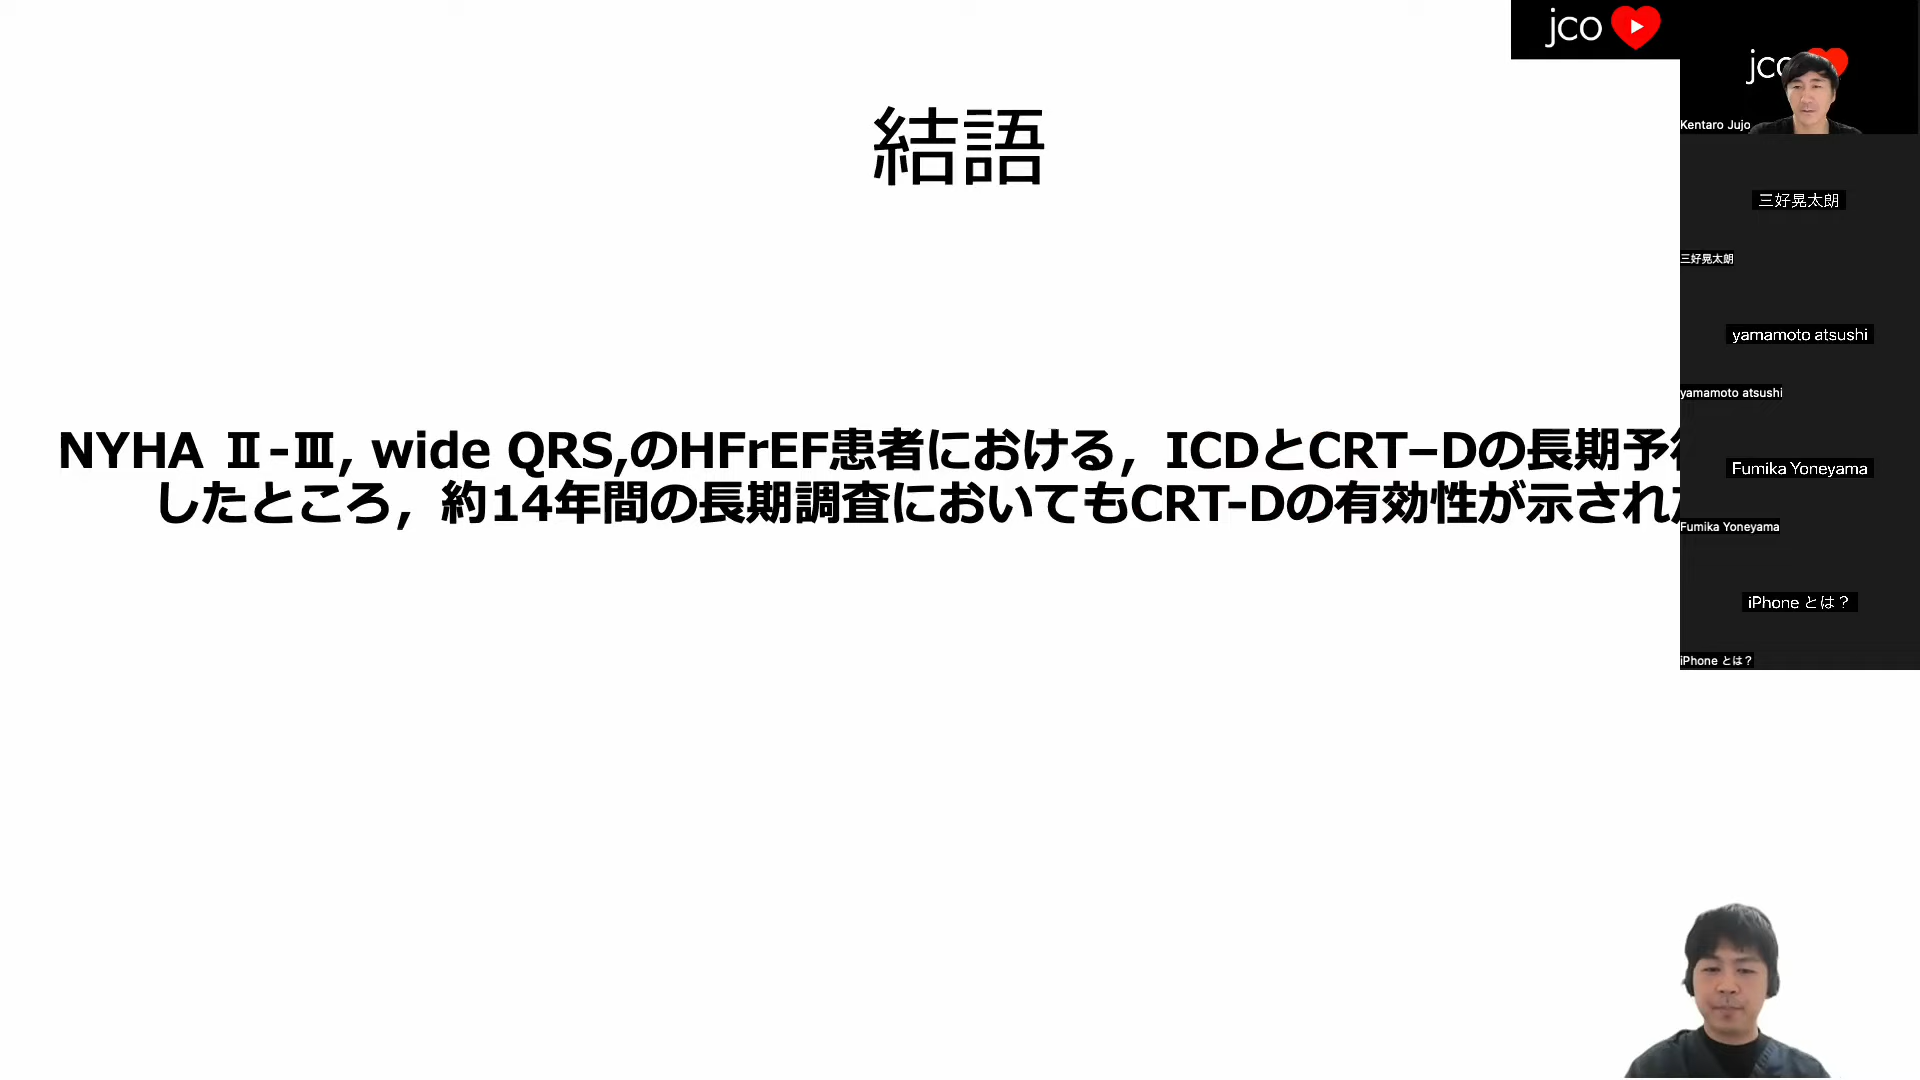 結語
NYHA Ⅱ-Ⅲ, wide QRS,のHFrEF患者における，ICDとCRT–Dの長期予
したところ，約14年間の長期調査においてもCRT-Dの有効性が示され
jco
jco
Kentaro Jujo
三好晃太朗
三好晃太朗
yamamoto atsushi
yamamoto atsushi
Fumika Yoneyama
Fumika Yoneyama
iPhone とは？
iPhone とは？